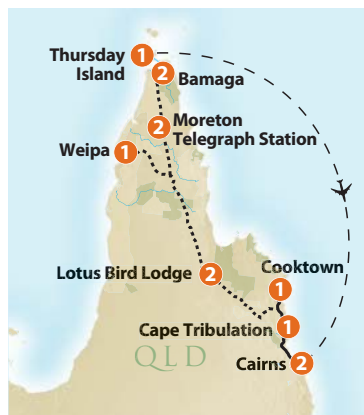 Thursday
Island
1
2
Bamaga
2
Moreton
Telegraph Station
Weipa
1
Lotus Bird Lodge
2
Cooktown
1
Cape Tribulation
1
QLD
Cairns
2